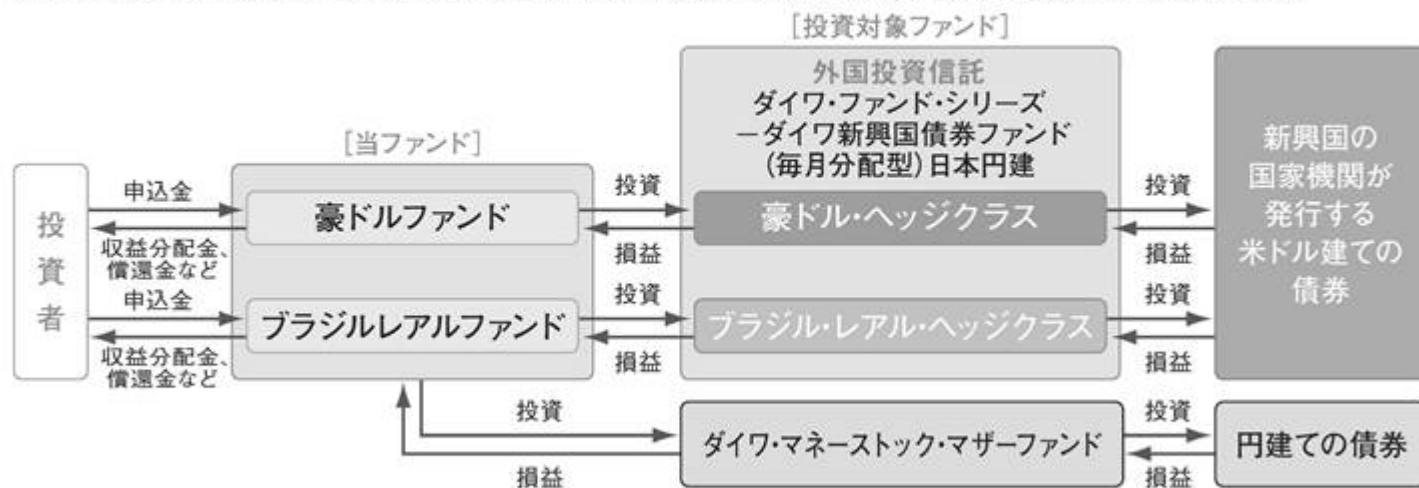 [投資対象ファンド]
外国投資信託
ダイワ・ファンド・シリーズ
－ダイワ新興国債券ファンド
(毎月分配型)日本円建
[当ファンド]
投資者
申込金
収益分配金、
償還金など
申込金
収益分配金、
償還金など
豪ドルファンド
ブラジルレアルファンド
投資
損益
投資
損益
豪ドル・ヘッジクラス
ブラジル・レアル・ヘッジクラス
投資
損益
投資
損益
新興国の
国家機関が
発行する
米ドル建ての
債券
投資
損益
ダイワ・マネーストック・マザーファンド
投資
損益
円建ての債券